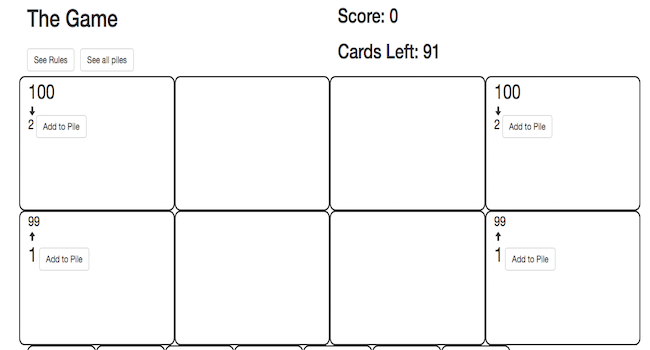 The Game
Score: 0
See Rules
See all piles
Cards Left: 91
100
2 Add to Pile
100
2 Add to Pile
99
1 Add to Pile
99
1 Add to Pile